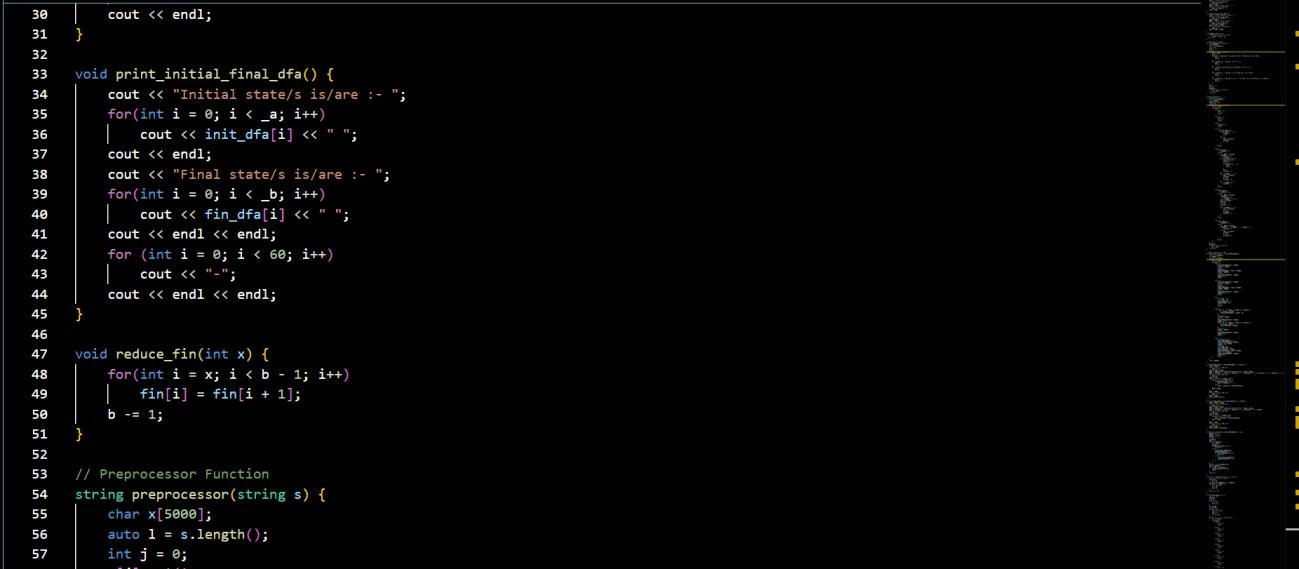 30 cout << endl;
31 }
32
33 void print_initial_final_dfa() {
34 cout << "Initial state/s is/are :- ";
35 for(int i = 0; i < _a; i++)
36 cout << init_dfa[i] << " ";
37 cout << endl;
38 cout << "Final state/s is/are :- ";
39 for(int i = 0; i < _b; i++)
40 cout << fin_dfa[i] << " ";
41 cout << endl << endl;
42 for (int i = 0; i < 60; i++)
43 cout << "-";
44 cout << endl << endl;
45 }
46
47 void reduce_fin(int x) {
48 for(int i = x; i < b - 1; i++)
49 fin[i] = fin[i + 1];
50 b -= 1;
51 }
52
53 // Preprocessor Function
54 string preprocessor(string s) {
55 char x[5000];
56 auto l = s.length();
57 int j = 0;